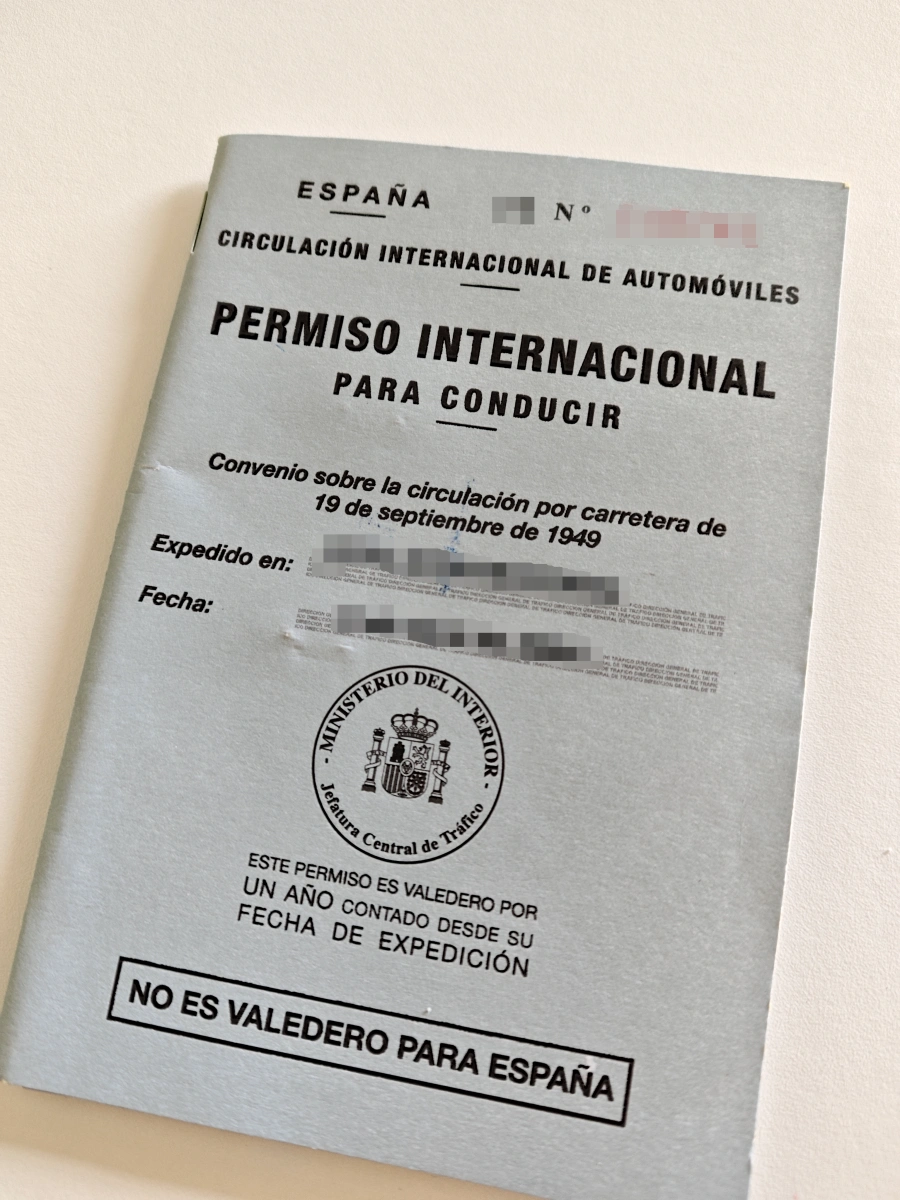 ESPAÑA Nº
CIRCULACIÓN INTERNACIONAL DE AUTOMÓVILES
PERMISO INTERNACIONAL
PARA CONDUCIR
Convenio sobre la circulación por carretera de
19 de septiembre de 1949
Expedido en:
Fecha:
MINISTERIO DEL INTERIOR
Jefatura Central de Tráfico
ESTE PERMISO ES VALEDERO POR
UN AÑO CONTADO DESDE SU
FECHA DE EXPEDICIÓN
NO ES VALEDERO PARA ESPAÑA